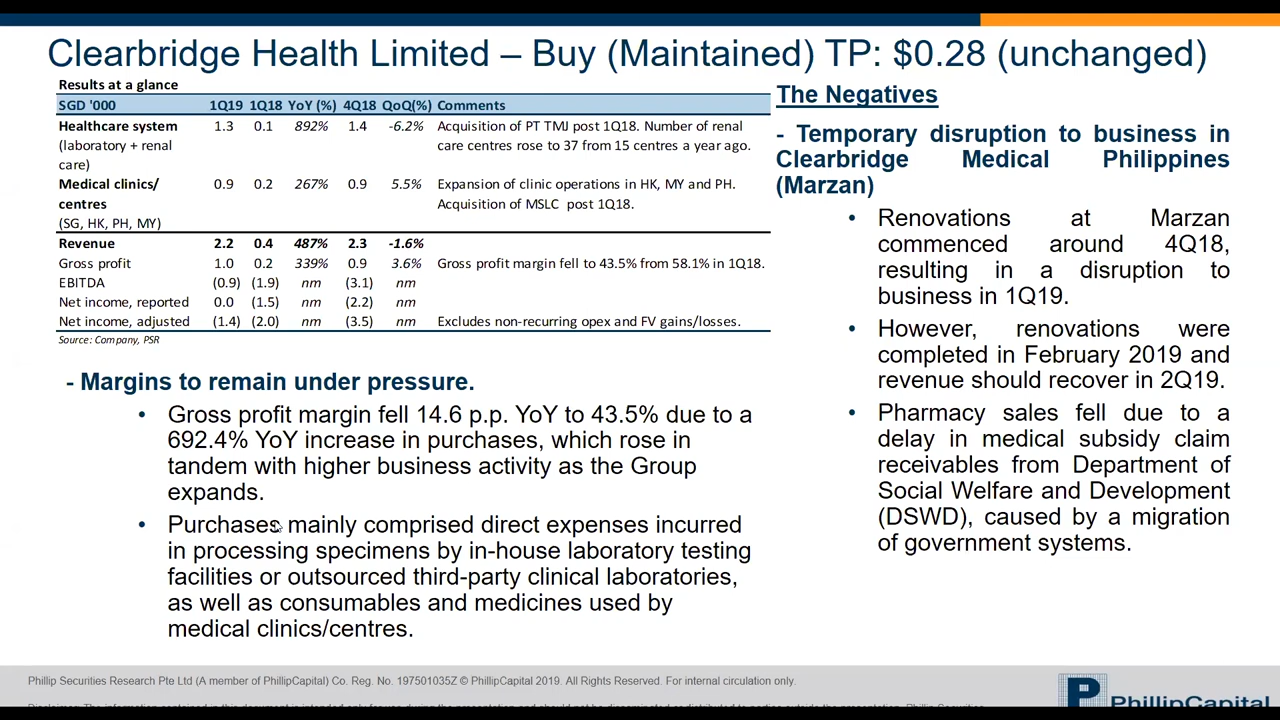 Clearbridge Health Limited – Buy (Maintained) TP: $0.28 (unchanged)
Results at a glance
SGD '000 1Q19 1Q18 YoY (%) 4Q18 QoQ(%) Comments
Healthcare system 1.3 0.1 892% 1.4 -6.2% Acquisition of PT TMJ post 1Q18. Number of renal
(laboratory + renal care centres rose to 37 from 15 centres a year ago.
care)
Medical clinics/ 0.9 0.2 267% 0.9 5.5% Expansion of clinic operations in HK, MY and PH.
centres Acquisition of MSLC post 1Q18.
(SG, HK, PH, MY)
Revenue 2.2 0.4 487% 2.3 -1.6%
Gross profit 1.0 0.2 339% 0.9 3.6% Gross profit margin fell to 43.5% from 58.1% in 1Q18.
EBITDA (0.9) (1.9) nm (3.1) nm
Net income, reported 0.0 (1.5) nm (2.2) nm
Net income, adjusted (1.4) (2.0) nm (3.5) nm Excludes non-recurring opex and FV gains/losses.
Source: Company, PSR
- Margins to remain under pressure.
• Gross profit margin fell 14.6 p.p. YoY to 43.5% due to a
692.4% YoY increase in purchases, which rose in
tandem with higher business activity as the Group
expands.
• Purchases mainly comprised direct expenses incurred
in processing specimens by in-house laboratory testing
facilities or outsourced third-party clinical laboratories,
as well as consumables and medicines used by
medical clinics/centres.
The Negatives
- Temporary disruption to business in
Clearbridge Medical Philippines
(Marzan)
• Renovations at Marzan
commenced around 4Q18,
resulting in a disruption to
business in 1Q19.
• However, renovations were
completed in February 2019 and
revenue should recover in 2Q19.
• Pharmacy sales fell due to a
delay in medical subsidy claim
receivables from Department of
Social Welfare and Development
(DSWD), caused by a migration
of government systems.
Phillip Securities Research Pte Ltd (A member of PhillipCapital) Co. Reg. No. 197501035Z © PhillipCapital 2019. All Rights Reserved. For internal circulation only.
PhillipCapital